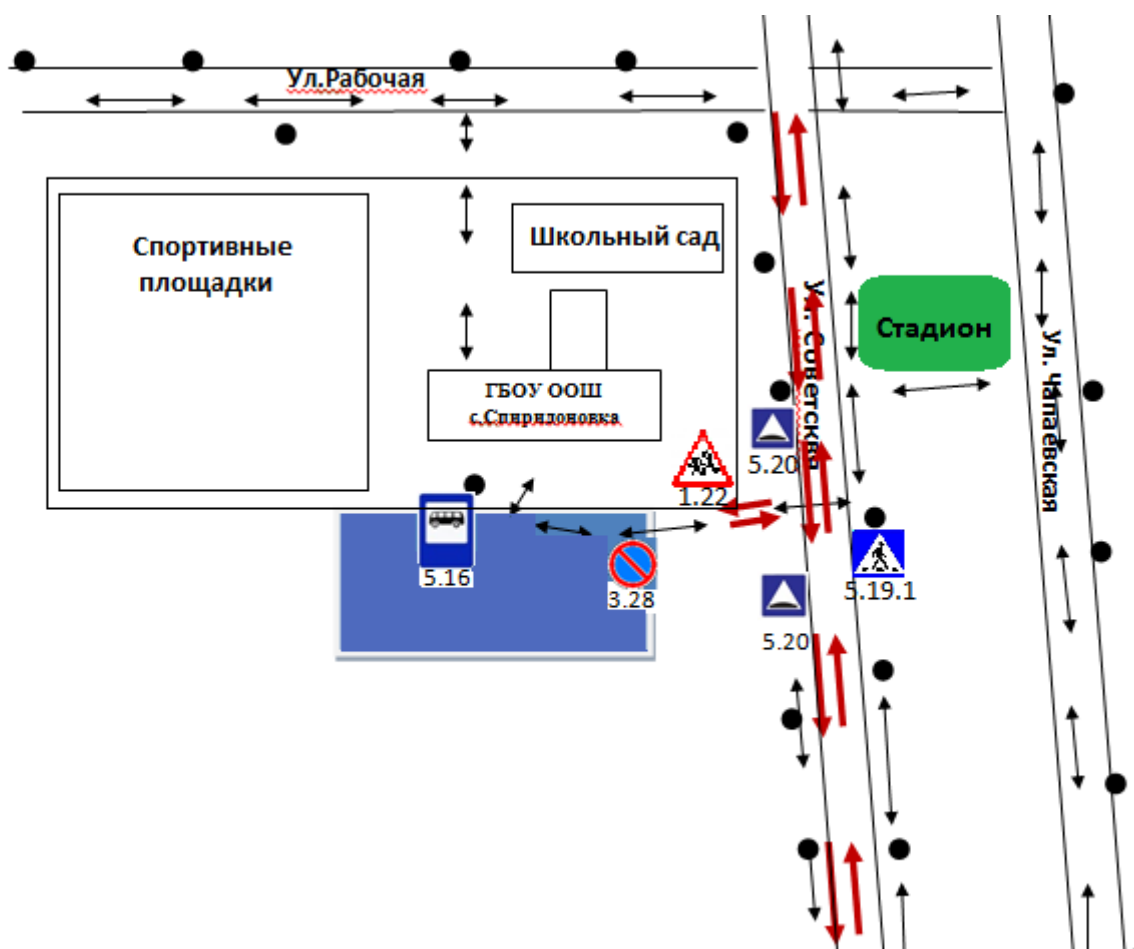 Ул.Рабочая
Спортивные
площадки
Школьный сад
Ул. Советсквя
Стадион
Ул. Чапаевская
ГБОУ ООШ
с.Спиридоновка
5.20
1.22
5.16
3.28
5.19.1
5.20